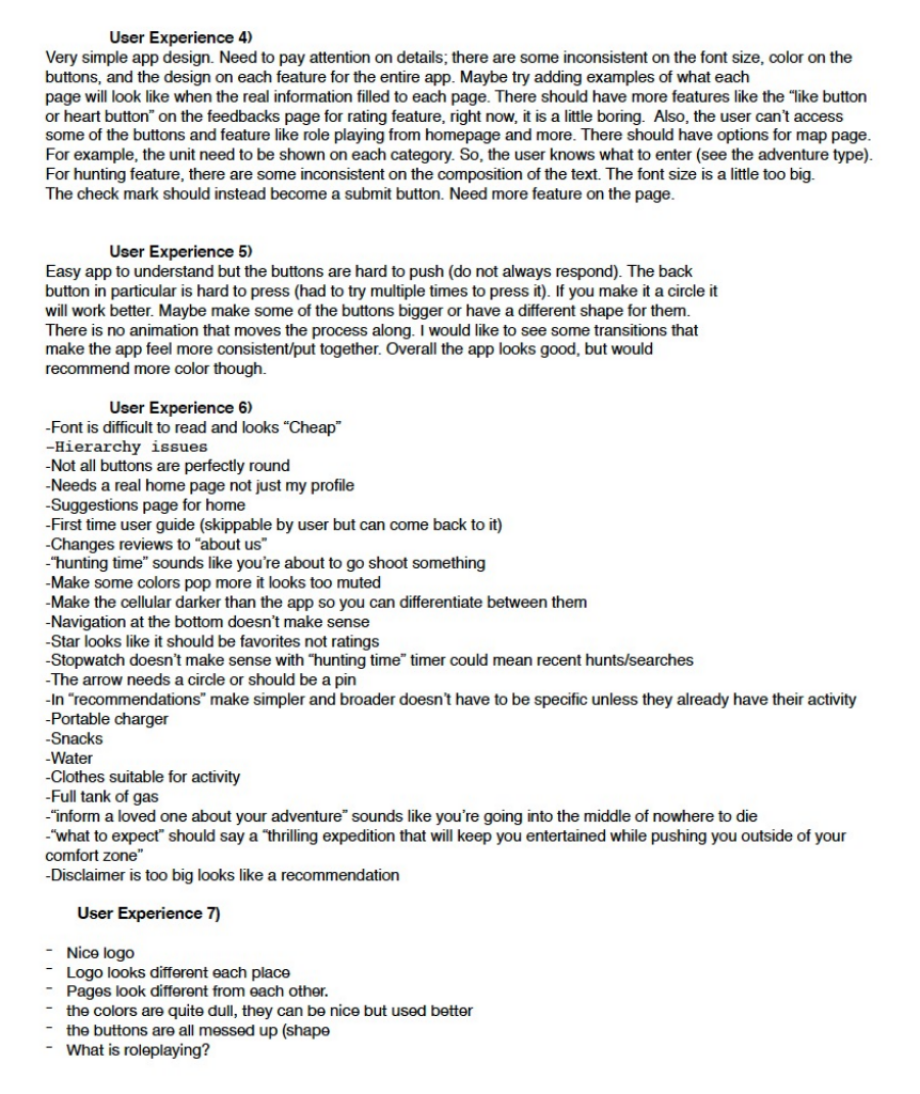 User Experience 4)
Very simple app design. Need to pay attention on details; there are some inconsistent on the font size, color on the
buttons, and the design on each feature for the entire app. Maybe try adding examples of what each
page will look like when the real information filled to each page. There should have more features like the “like button
or heart button” on the feedbacks page for rating feature, right now, it is a little boring.  Also, the user can’t access
some of the buttons and feature like role playing from homepage and more. There should have options for map page.
For example, the unit need to be shown on each category. So, the user knows what to enter (see the adventure type).
For hunting feature, there are some inconsistent on the composition of the text. The font size is a little too big.
The check mark should instead become a submit button. Need more feature on the page.
User Experience 5)
Easy app to understand but the buttons are hard to push (do not always respond). The back
button in particular is hard to press (had to try multiple times to press it). If you make it a circle it
will work better. Maybe make some of the buttons bigger or have a different shape for them.
There is no animation that moves the process along. I would like to see some transitions that
make the app feel more consistent/put together. Overall the app looks good, but would
recommend more color though.
User Experience 6)
-Font is difficult to read and looks “Cheap”
-Hierarchy issues
-Not all buttons are perfectly round
-Needs a real home page not just my profile
-Suggestions page for home
-First time user guide (skippable by user but can come back to it)
-Changes reviews to “about us”
-“hunting time” sounds like you’re about to go shoot something
-Make some colors pop more it looks too muted
-Make the cellular darker than the app so you can differentiate between them
-Navigation at the bottom doesn’t make sense
-Star looks like it should be favorites not ratings
-Stopwatch doesn’t make sense with “hunting time” timer could mean recent hunts/searches
-The arrow needs a circle or should be a pin
-In “recommendations” make simpler and broader doesn’t have to be specific unless they already have their activity
-Portable charger
-Snacks
-Water
-Clothes suitable for activity
-Full tank of gas
-“inform a loved one about your adventure” sounds like you’re going into the middle of nowhere to die
-“what to expect” should say a “thrilling expedition that will keep you entertained while pushing you outside of your
comfort zone”
-Disclaimer is too big looks like a recommendation
User Experience 7)
- Nice logo
- Logo looks different each place
- Pages look different from each other.
- the colors are quite dull, they can be nice but used better
- the buttons are all messed up (shape
- What is roleplaying?